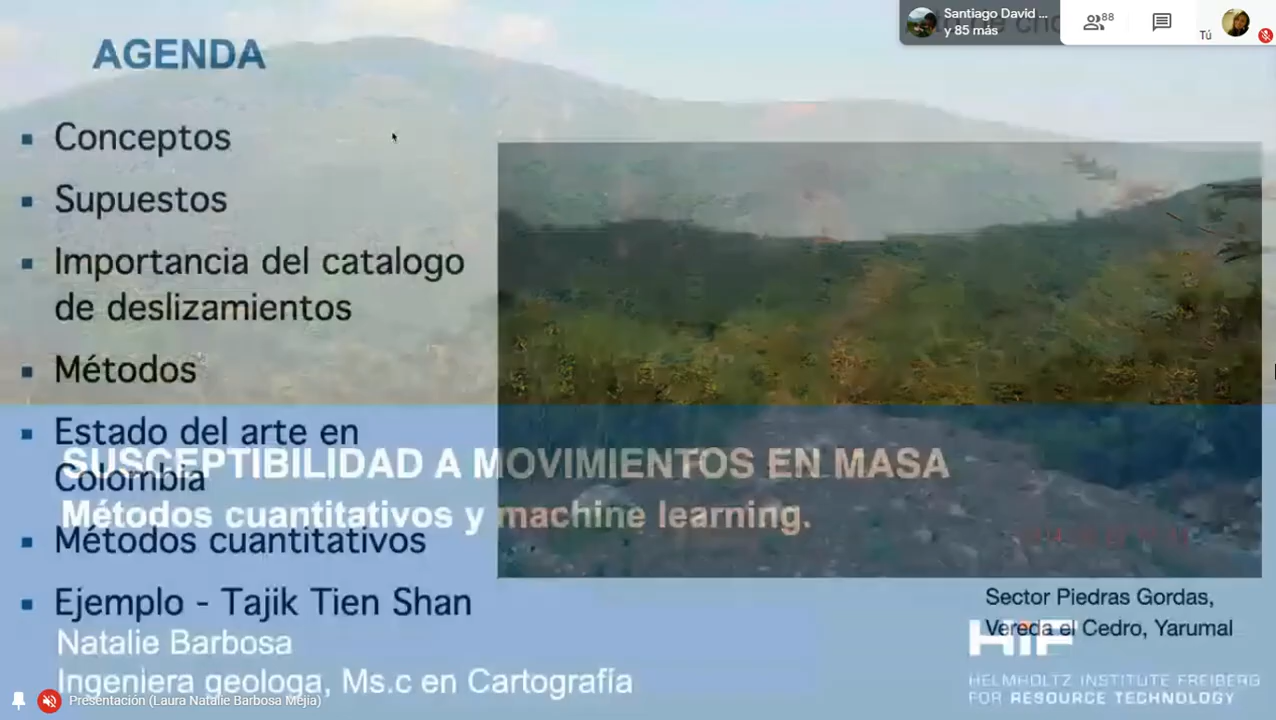 Santiago David ...
y 85 más
88
Tú
AGENDA
Conceptos
Supuestos
Importancia del catalogo
de deslizamientos
Métodos
Estado del arte en
Colombia
SUSCEPTIBILIDAD A MOVIMIENTOS EN MASA
Métodos cuantitativos y machine learning.
Métodos cuantitativos
Ejemplo - Tajik Tien Shan
Sector Piedras Gordas,
Vereda el Cedro, Yarumal
Natalie Barbosa
Ingeniera geologa, Ms.c en Cartografía
HIF
HELMHOLTZ INSTITUTE FREIBERG
FOR RESOURCE TECHNOLOGY
Presentación (Laura Natalie Barbosa Mejia)